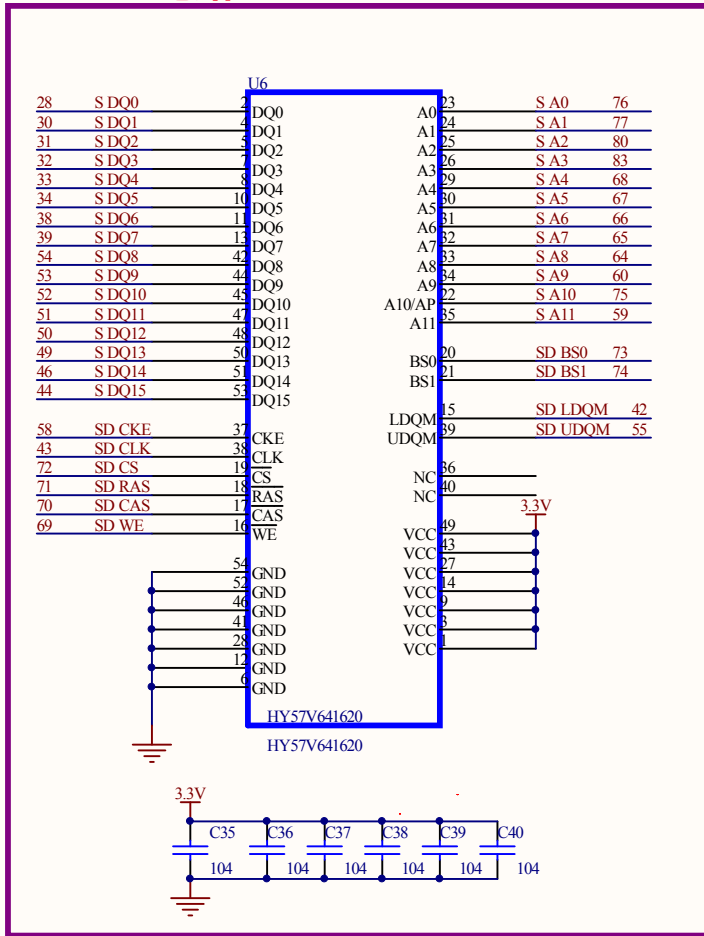 U6
28 S DQ0 2 DQ0 A0 23 S A0 76
30 S DQ1 4 DQ1 A1 24 S A1 77
31 S DQ2 5 DQ2 A2 25 S A2 80
32 S DQ3 7 DQ3 A3 26 S A3 83
33 S DQ4 8 DQ4 A4 29 S A4 68
34 S DQ5 10 DQ5 A5 30 S A5 67
38 S DQ6 11 DQ6 A6 31 S A6 66
39 S DQ7 13 DQ7 A7 32 S A7 65
54 S DQ8 42 DQ8 A8 33 S A8 64
53 S DQ9 44 DQ9 A9 34 S A9 60
52 S DQ10 45 DQ10 A10/AP 22 S A10 75
51 S DQ11 47 DQ11 A11 35 S A11 59
50 S DQ12 48 DQ12
49 S DQ13 50 DQ13 BS0 20 SD BS0 73
46 S DQ14 51 DQ14 BS1 21 SD BS1 74
44 S DQ15 53 DQ15
LDQM 15 SD LDQM 42
58 SD CKE 37 CKE UDQM 39 SD UDQM 55
43 SD CLK 38 CLK
72 SD CS 19 CS NC 36
71 SD RAS 18 RAS NC 40
70 SD CAS 17 CAS 3.3V
69 SD WE 16 WE VCC 49
VCC 43
54 GND VCC 27
52 GND VCC 14
46 GND VCC 9
41 GND VCC 3
28 GND VCC 1
12 GND
6 GND
HY57V641620
HY57V641620
3.3V
C35 C36 C37 C38 C39 C40
104 104 104 104 104 104